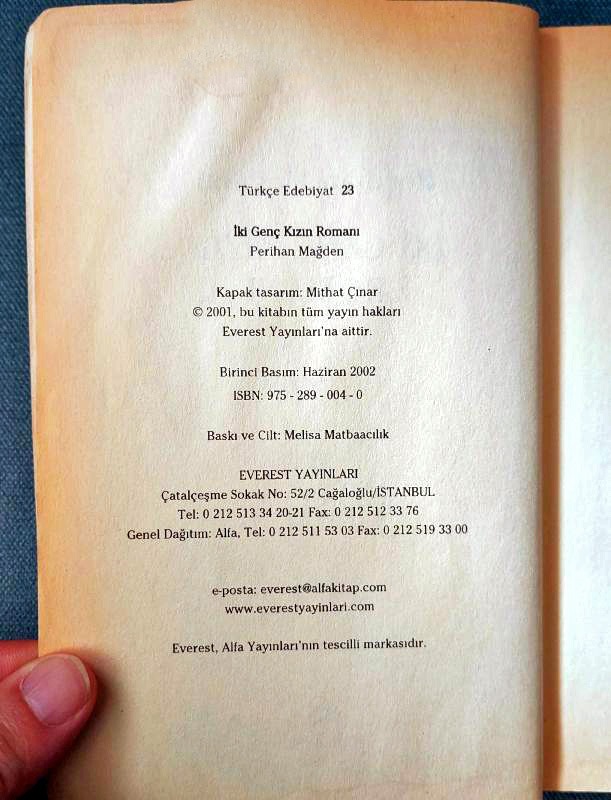 Türkçe Edebiyat 23
İki Genç Kızın Romanı
Perihan Mağden
Kapak tasarım: Mithat Çınar
© 2001, bu kitabın tüm yayın hakları
Everest Yayınları'na aittir.
Birinci Basım: Haziran 2002
ISBN: 975 - 289 - 004 - 0
Baskı ve Cilt: Melisa Matbaacılık
EVEREST YAYINLARI
Çatalçeşme Sokak No: 52/2 Cağaloğlu/İSTANBUL
Tel: 0 212 513 34 20-21 Fax: 0 212 512 33 76
Genel Dağıtım: Alfa, Tel: 0 212 511 53 03 Fax: 0 212 519 33 00
e-posta: everest@alfakitap.com
www.everestyayinlari.com
Everest, Alfa Yayınları'nın tescilli markasıdır.